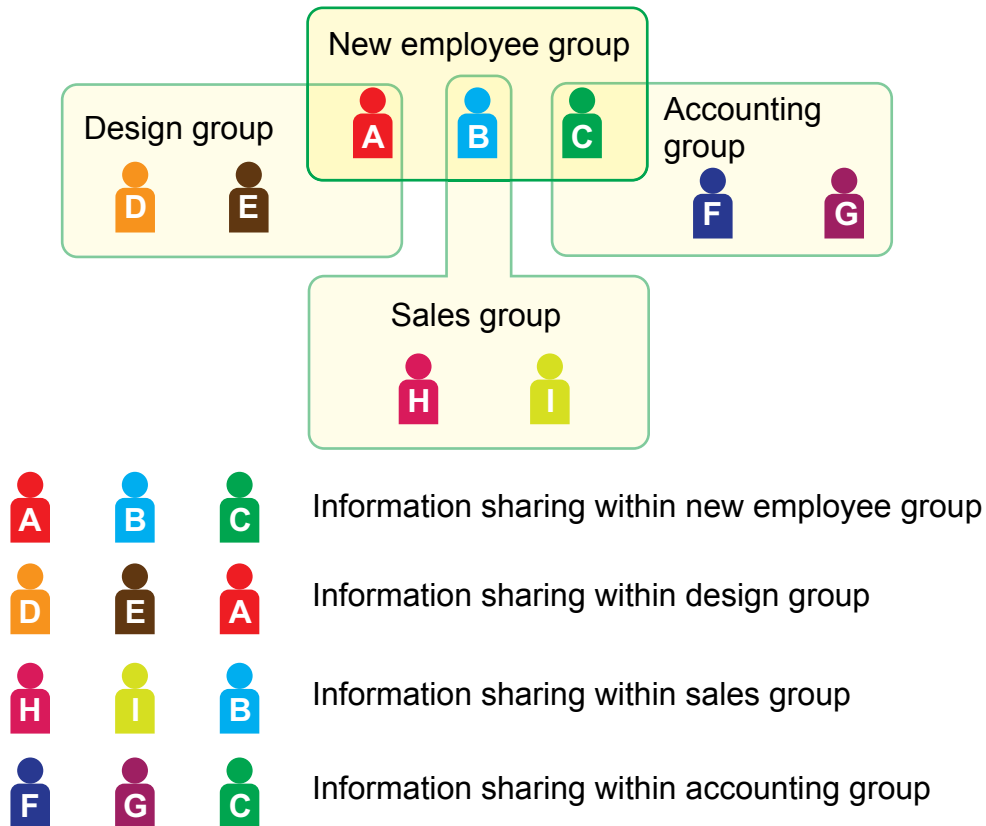 New employee group
A B C
Design group
Accounting
group
D E
F G
Sales group
H I
A B C Information sharing within new employee group
D E A Information sharing within design group
H I B Information sharing within sales group
F G C Information sharing within accounting group